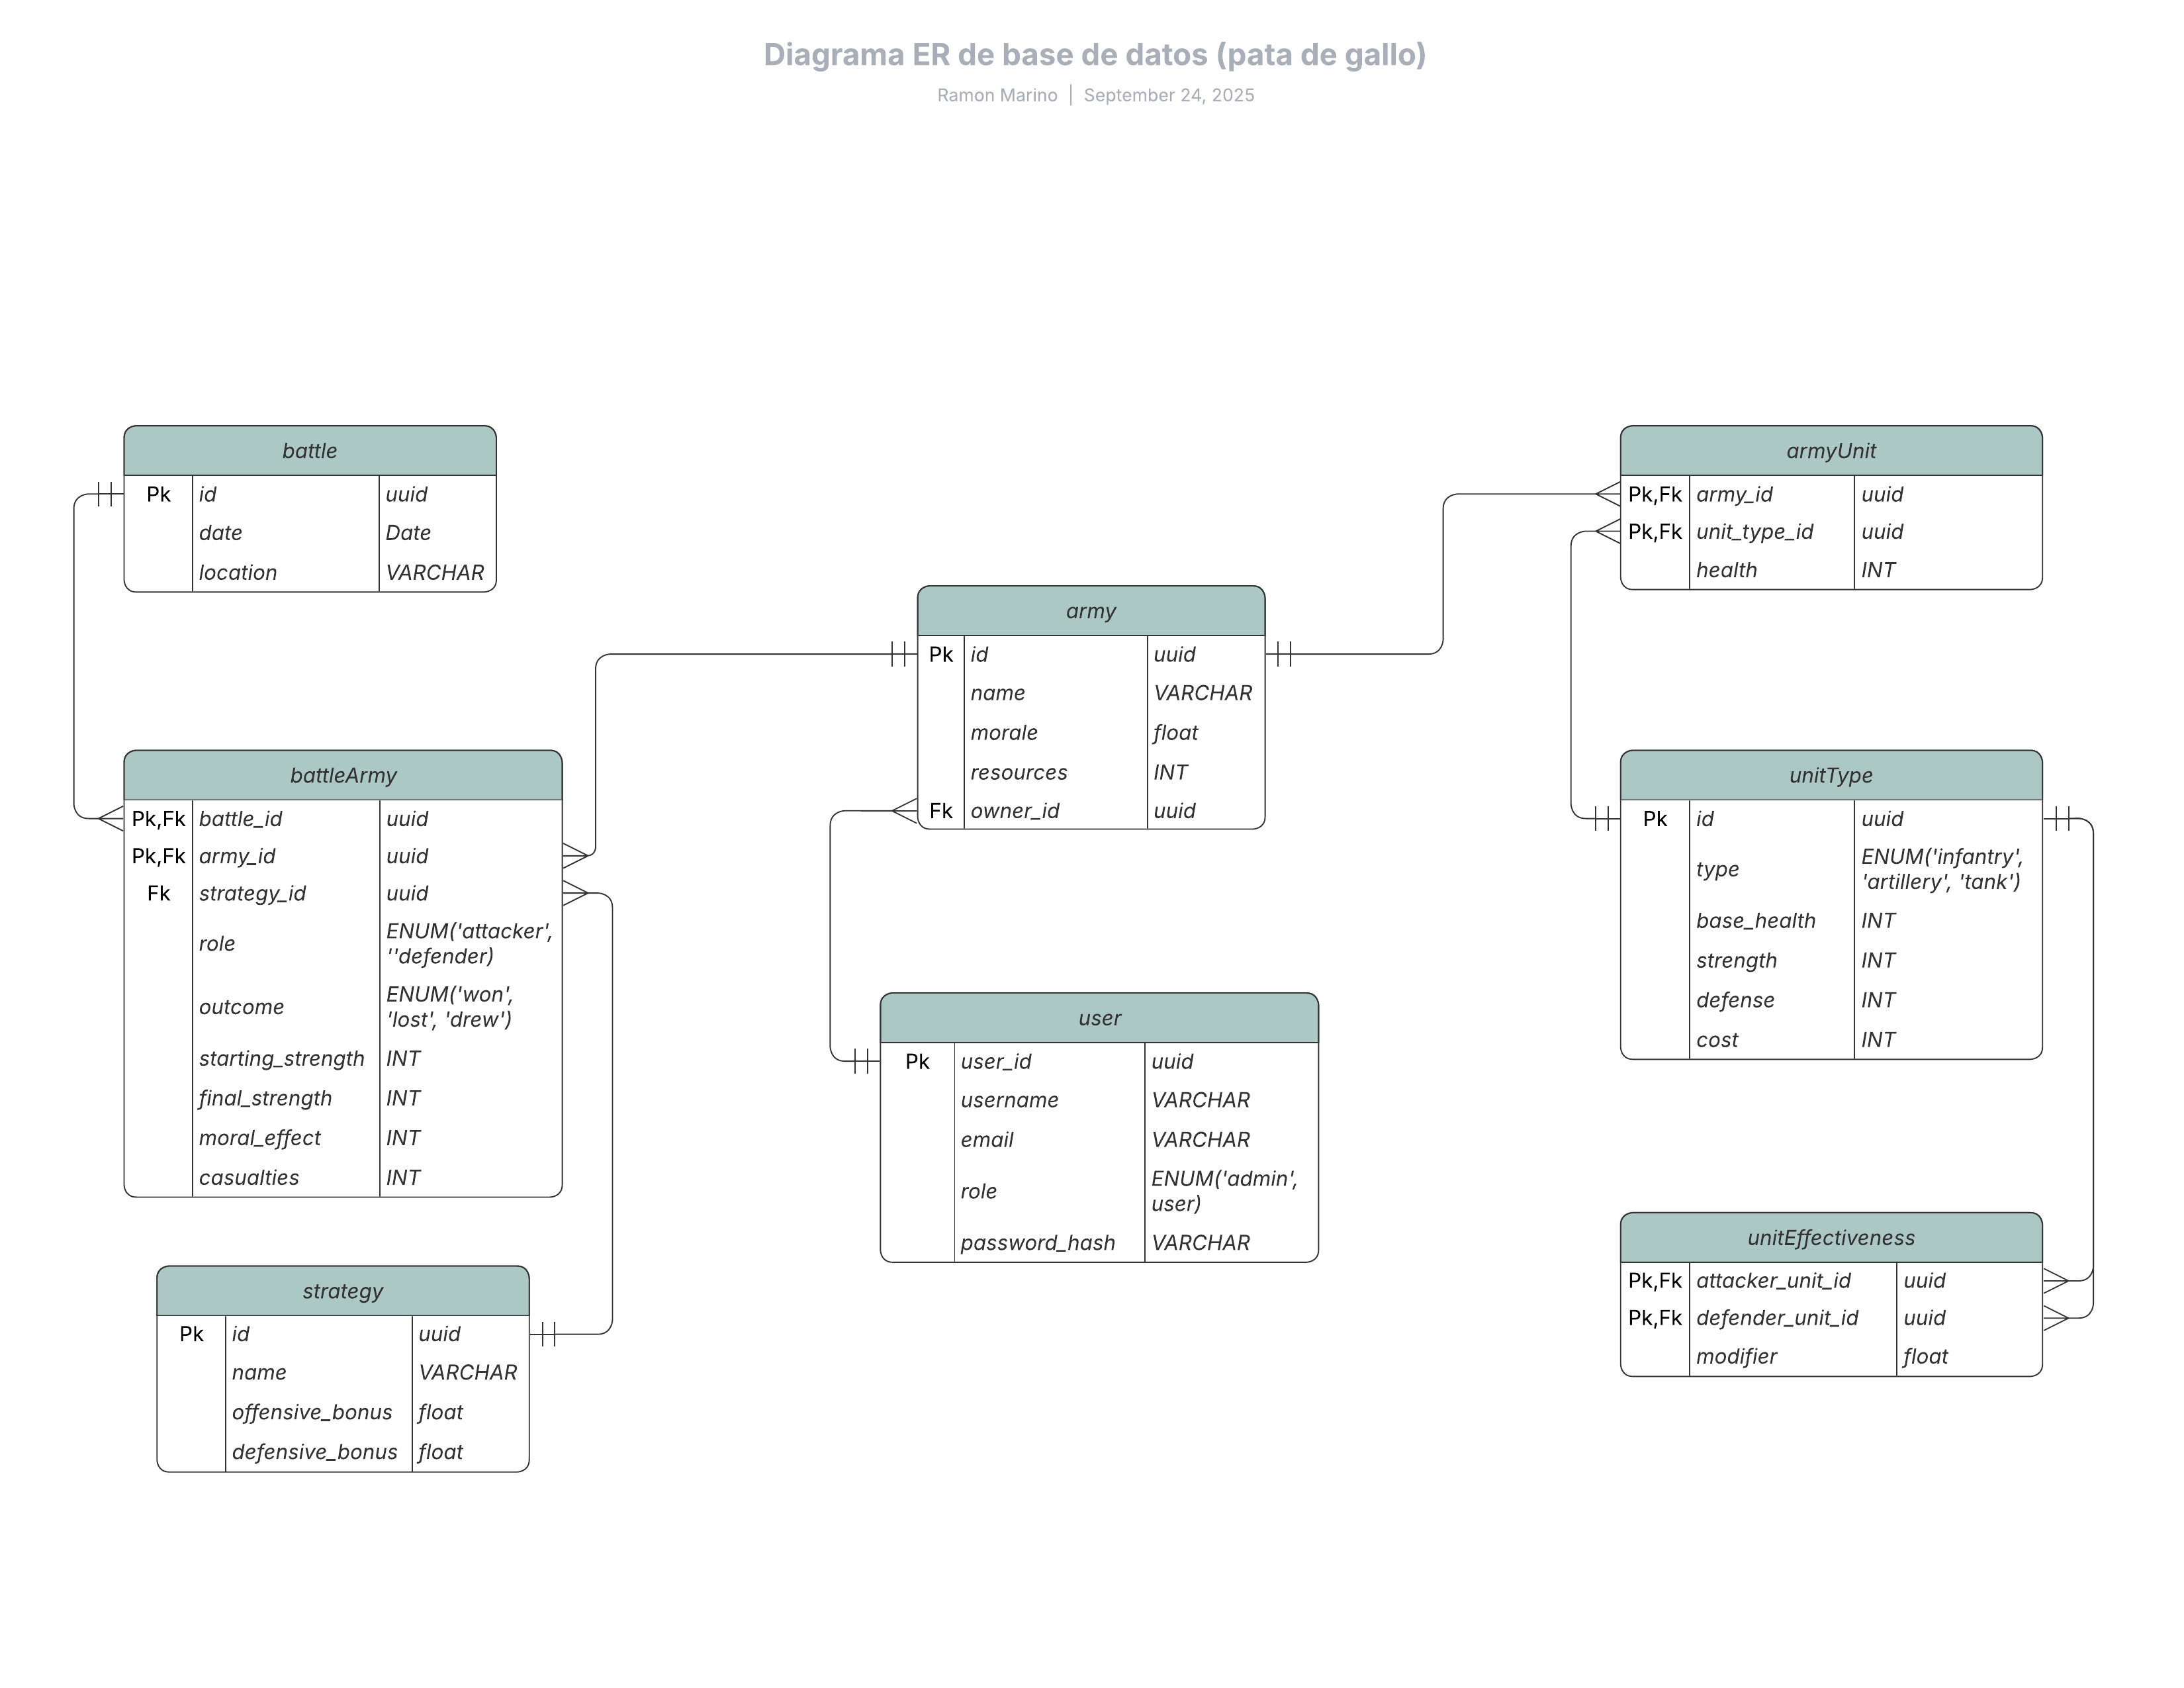 Diagrama ER de base de datos (pata de gallo)
Ramon Marino | September 24, 2025
battle
Pk id uuid
date Date
location VARCHAR
battleArmy
Pk,Fk battle_id uuid
Pk,Fk army_id uuid
Fk strategy_id uuid
role ENUM('attacker',
''defender)
outcome ENUM('won',
'lost', 'drew')
starting_strength INT
final_strength INT
moral_effect INT
casualties INT
strategy
Pk id uuid
name VARCHAR
offensive_bonus float
defensive_bonus float
army
Pk id uuid
name VARCHAR
morale float
resources INT
Fk owner_id uuid
user
Pk user_id uuid
username VARCHAR
email VARCHAR
role ENUM('admin',
user)
password_hash VARCHAR
armyUnit
Pk,Fk army_id uuid
Pk,Fk unit_type_id uuid
health INT
unitType
Pk id uuid
type ENUM('infantry',
'artillery', 'tank')
base_health INT
strength INT
defense INT
cost INT
unitEffectiveness
Pk,Fk attacker_unit_id uuid
Pk,Fk defender_unit_id uuid
modifier float